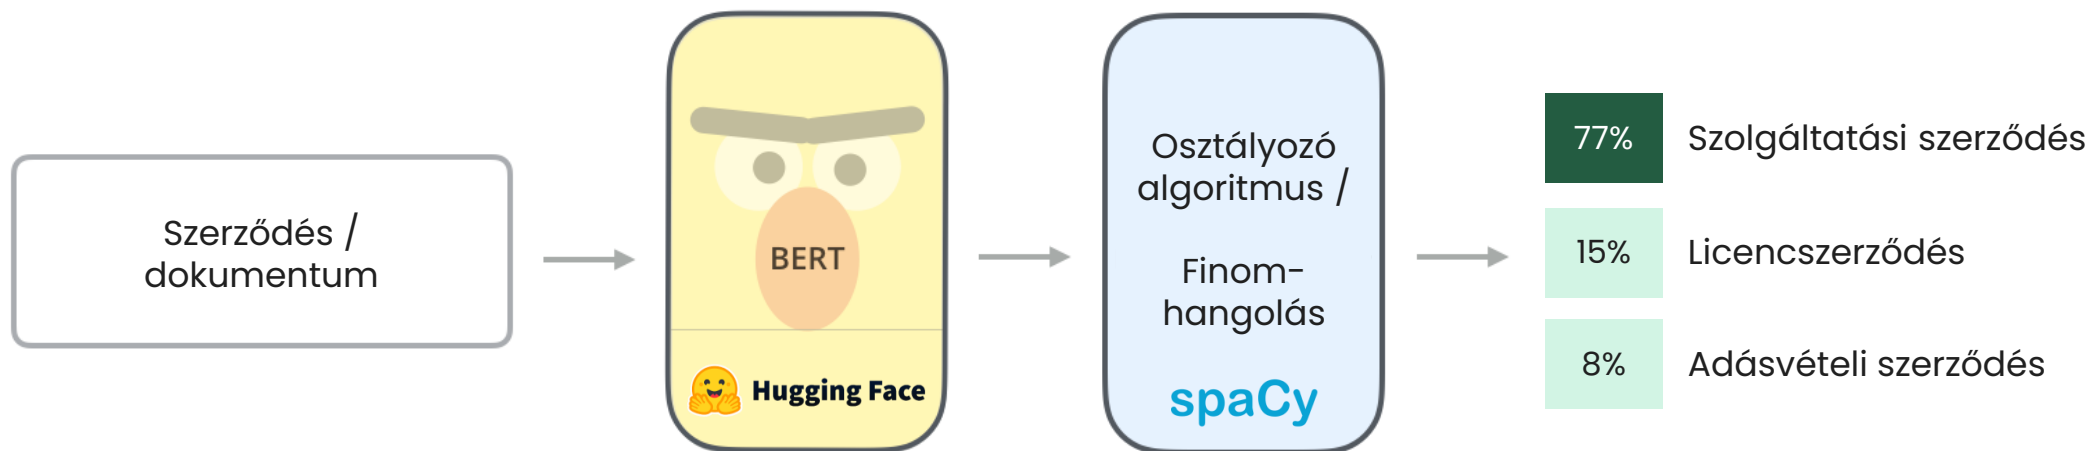 Szerződés /
dokumentum
BERT
Hugging Face
Osztályozó
algoritmus /
Finom-
hangolás
spaCy
77%
Szolgáltatási szerződés
15%
Licencszerződés
8%
Adásvételi szerződés